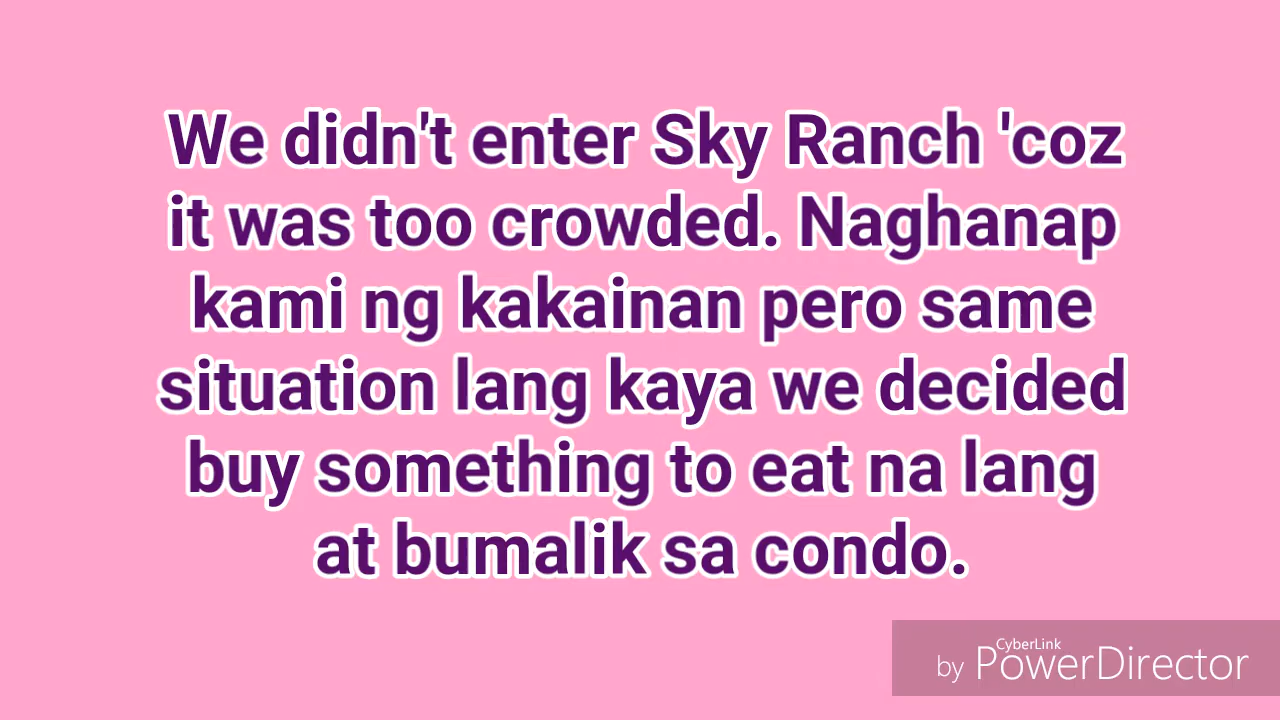 We didn't enter Sky Ranch 'coz
it was too crowded. Naghanap
kami ng kakainan pero same
situation lang kaya we decided
buy something to eat na lang
at bumalik sa condo.
CyberLink
by PowerDirector